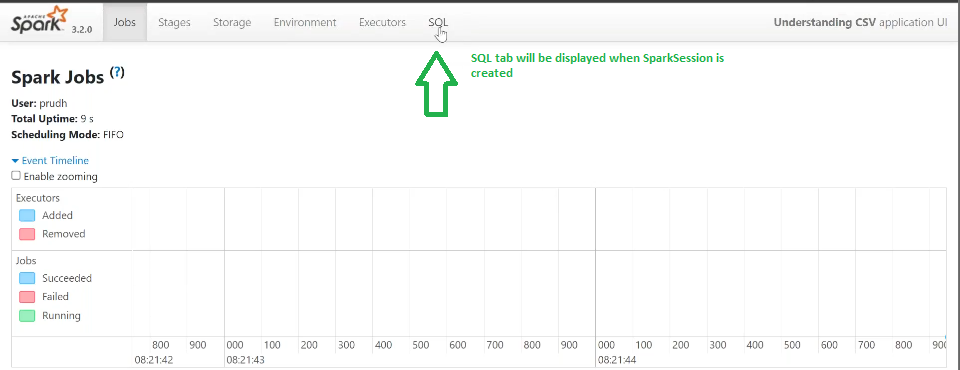 APACHE
Spark 3.2.0 Jobs Stages Storage Environment Executors SQL Understanding CSV application UI
SQL tab will be displayed when SparkSession is
created
Spark Jobs (?)
User: prudh
Total Uptime: 9 s
Scheduling Mode: FIFO
Event Timeline
Enable zooming
Executors
Added
Removed
Jobs
Succeeded
Failed
Running
800 900 000 100 200 300 400 500 600 700 800 900 000 100 200 300 400 500 600 700 800 90
08:21:42 08:21:43 08:21:44